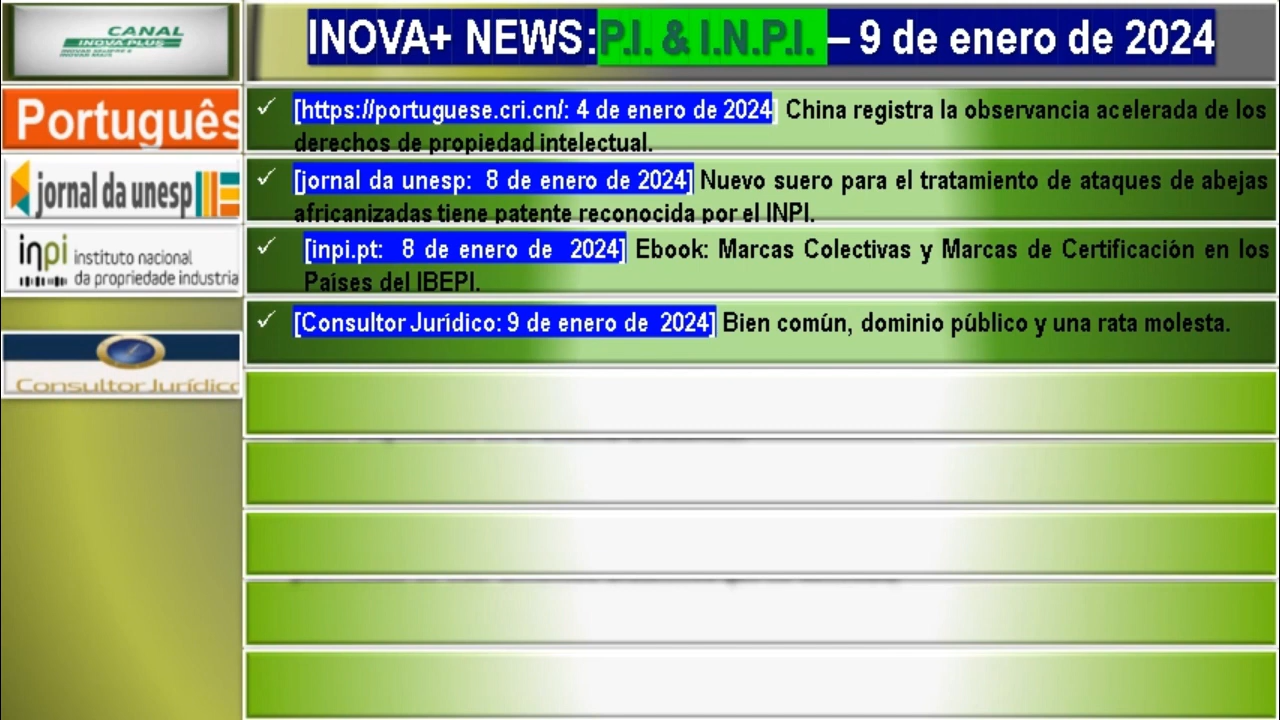 CANAL
INOVA PLUS
INOVAR SEMPRE E
INOVAR MAIS
INOVA+ NEWS:P.I. & I.N.P.I. – 9 de enero de 2024
Português
✓ [https://portuguese.cri.cn/: 4 de enero de 2024] China registra la observancia acelerada de los
derechos de propiedad intelectual.
jornal da unesp
✓ [jornal da unesp: 8 de enero de 2024] Nuevo suero para el tratamiento de ataques de abejas
africanizadas tiene patente reconocida por el INPI.
inpi instituto nacional
da propriedade industria
✓ [inpi.pt: 8 de enero de 2024] Ebook: Marcas Colectivas y Marcas de Certificación en los
Países del IBEPI.
Consultor Jurídico
✓ [Consultor Jurídico: 9 de enero de 2024] Bien común, dominio público y una rata molesta.